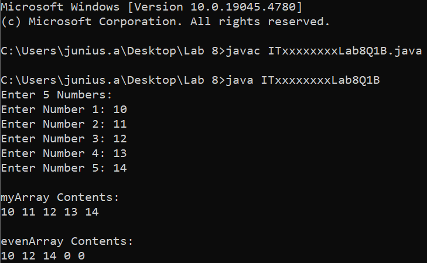 Microsoft Windows [Version 10.0.19045.4780]
(c) Microsoft Corporation. All rights reserved.
C:\Users\junius.a\Desktop\Lab 8>javac ITxxxxxxxxLab8Q1B.java
C:\Users\junius.a\Desktop\Lab 8>java ITxxxxxxxxLab8Q1B
Enter 5 Numbers:
Enter Number 1: 10
Enter Number 2: 11
Enter Number 3: 12
Enter Number 4: 13
Enter Number 5: 14
myArray Contents:
10 11 12 13 14
evenArray Contents:
10 12 14 0 0